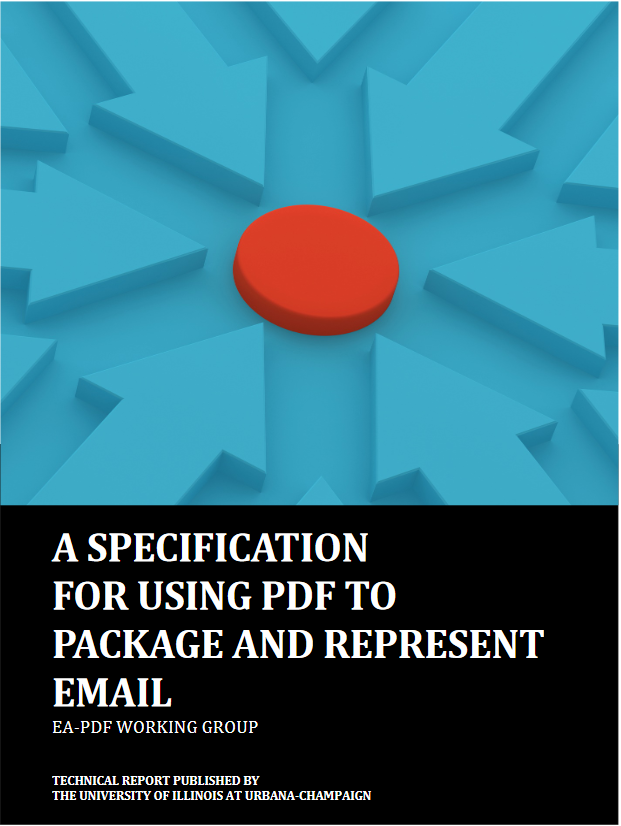 A SPECIFICATION
FOR USING PDF TO
PACKAGE AND REPRESENT
EMAIL
EA-PDF WORKING GROUP
TECHNICAL REPORT PUBLISHED BY
THE UNIVERSITY OF ILLINOIS AT URBANA-CHAMPAIGN